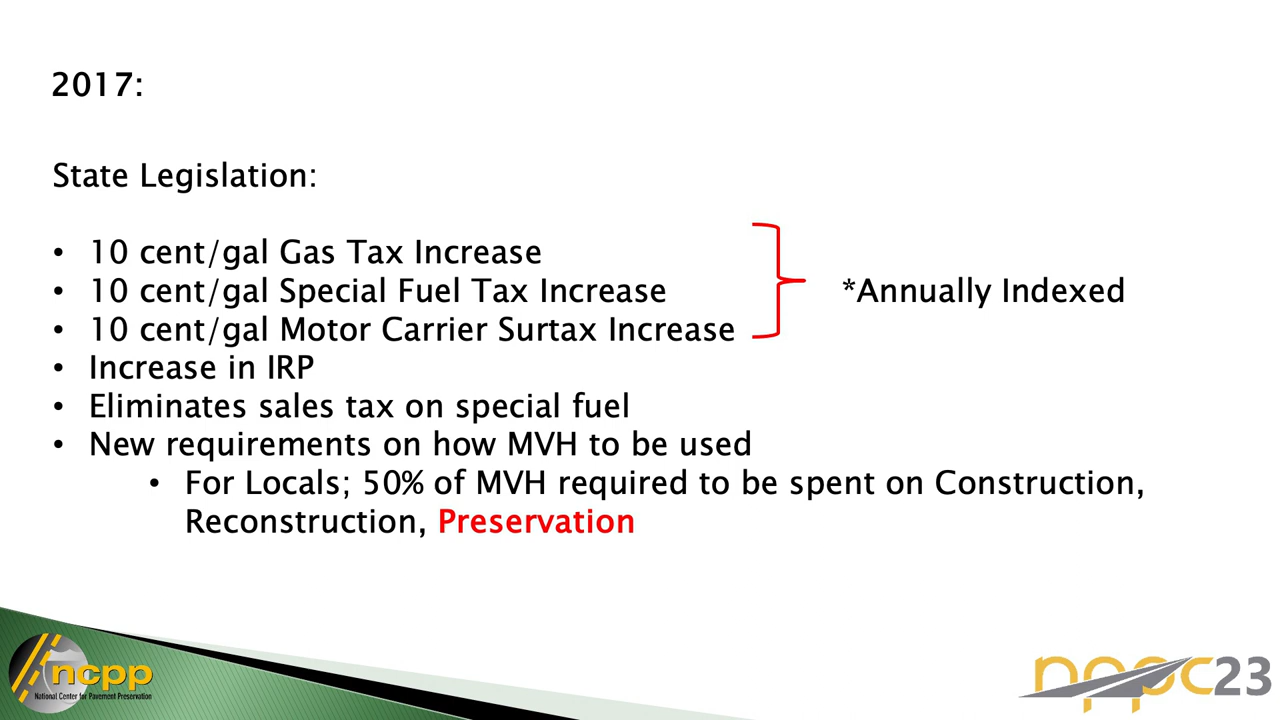 2017:
State Legislation:
• 10 cent/gal Gas Tax Increase
• 10 cent/gal Special Fuel Tax Increase
*Annually Indexed
• 10 cent/gal Motor Carrier Surtax Increase
• Increase in IRP
• Eliminates sales tax on special fuel
• New requirements on how MVH to be used
• For Locals; 50% of MVH required to be spent on Construction,
Reconstruction, Preservation
ncpp
National Center for Pavement Preservation
nppc23